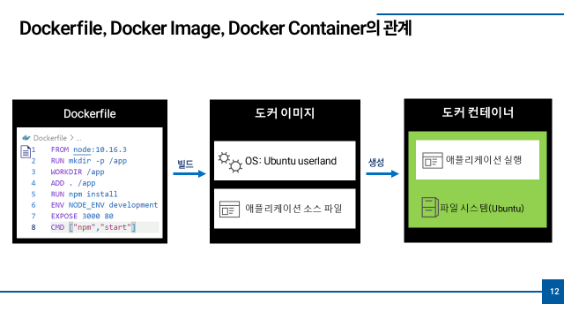 Dockerfile, Docker Image, Docker Container의 관계
Dockerfile
Dockerfile > ...
1 FROM node:10.16.3
2 RUN mkdir -p /app
3 WORKDIR /app
4 ADD . /app
5 RUN npm install
6 ENV NODE_ENV development
7 EXPOSE 3000 80
8 CMD ["npm","start"]
빌드
도커 이미지
OS: Ubuntu userland
애플리케이션 소스 파일
생성
도커 컨테이너
애플리케이션 실행
파일 시스템(Ubuntu)
12